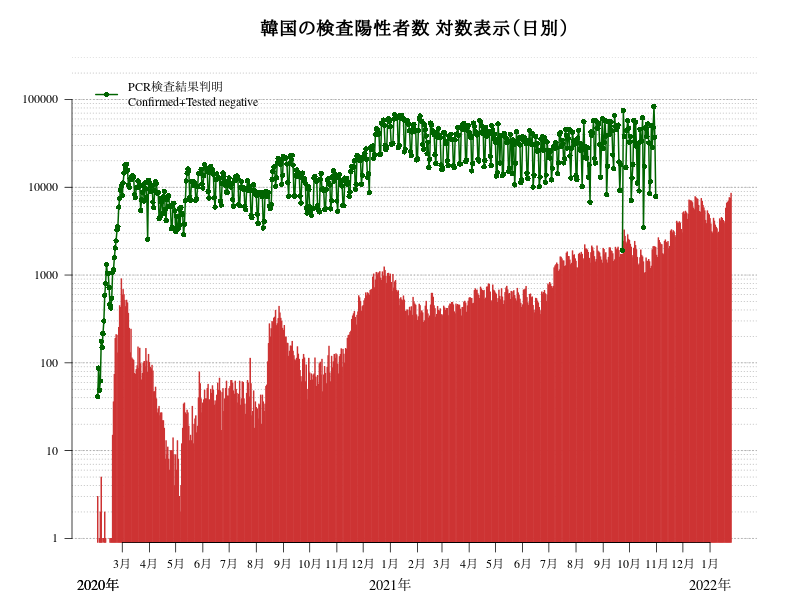 韓国の検査陽性者数 対数表示(日別)
PCR検査結果判明
Confirmed+Tested negative
100000
10000
1000
100
10
1
3月 4月 5月 6月 7月 8月 9月 10月 11月 12月 1月 2月 3月 4月 5月 6月 7月 8月 9月 10月 11月 12月 1月
2020年 2021年 2022年